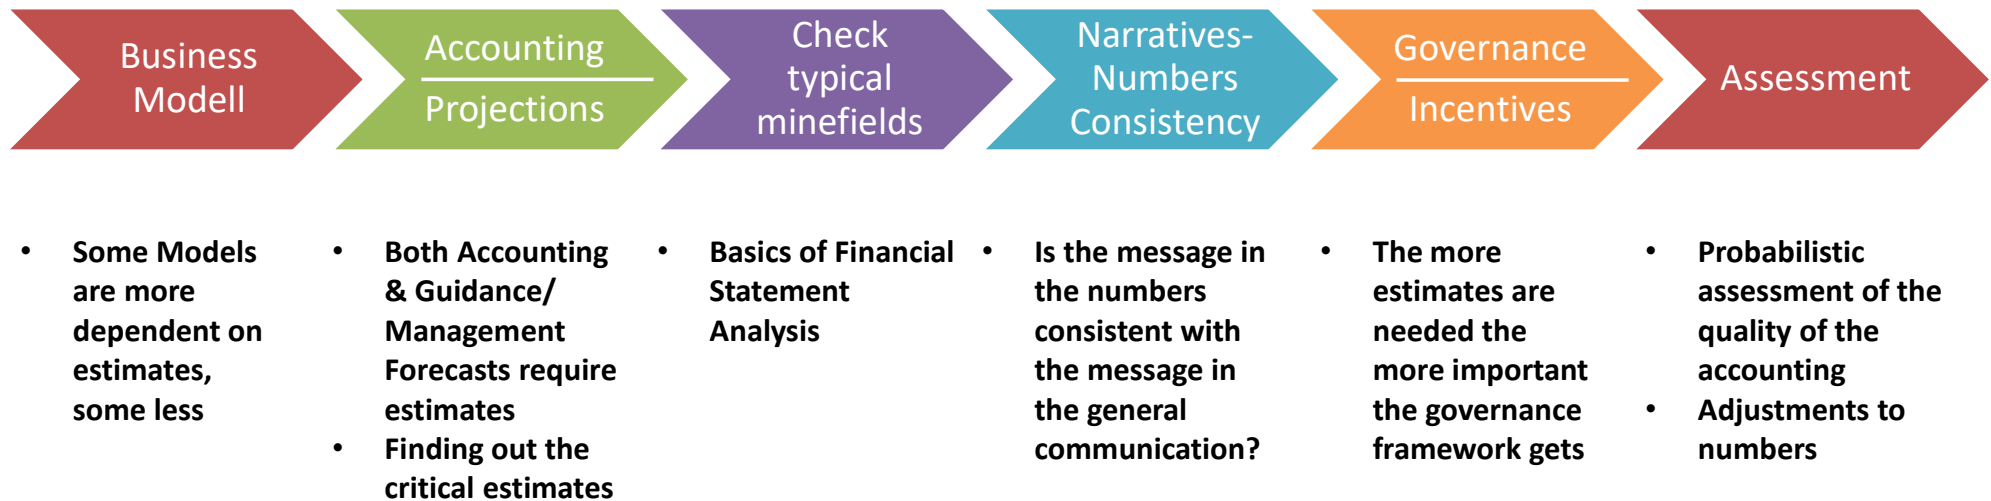 Business
Modell
Accounting
Projections
Check
typical
minefields
Narratives-
Numbers
Consistency
Governance
Incentives
Assessment
• Some Models
are more
dependent on
estimates,
some less
• Both Accounting
& Guidance/
Management
Forecasts require
estimates
• Finding out the
critical estimates
• Basics of Financial
Statement
Analysis
• Is the message in
the numbers
consistent with
the message in
the general
communication?
• The more
estimates are
needed the
more important
the governance
framework gets
• Probabilistic
assessment of the
quality of the
accounting
• Adjustments to
numbers